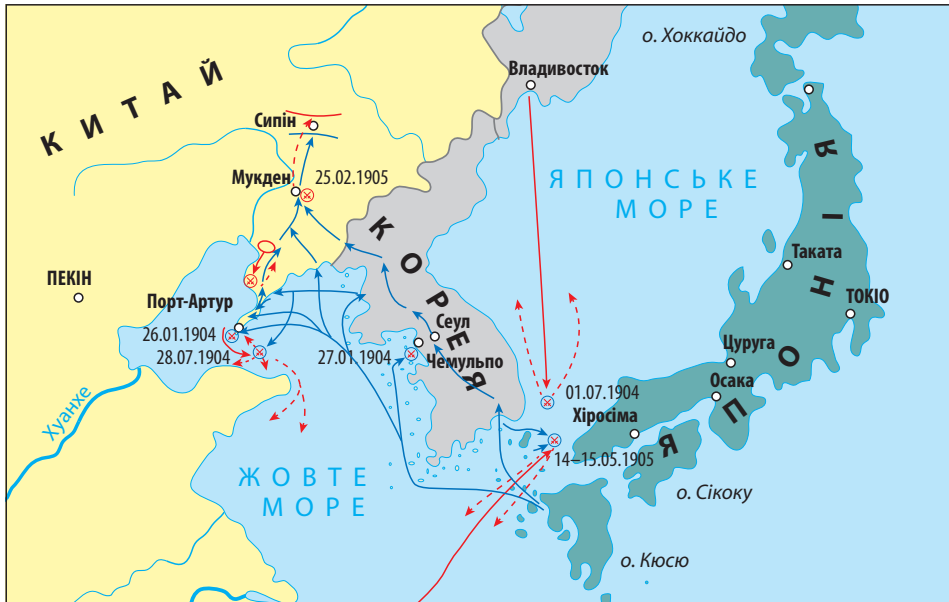 о. Хоккайдо
КИТАЙ
Владивосток
Сипін
Мукден
25.02.1905
ЯПОНСЬКЕ
МОРЕ
КОРЕЯ
ЯПОНІЯ
Таката
ПЕКІН
Порт-Артур
ТОКІО
26.01.1904
Сеул
28.07.1904
27.01.1904
Чемульпо
Цуруга
01.07.1904
Осака
Хіросіма
Хуанхе
14–15.05.1905
ЖОВТЕ
МОРЕ
о. Сікоку
о. Кюсю